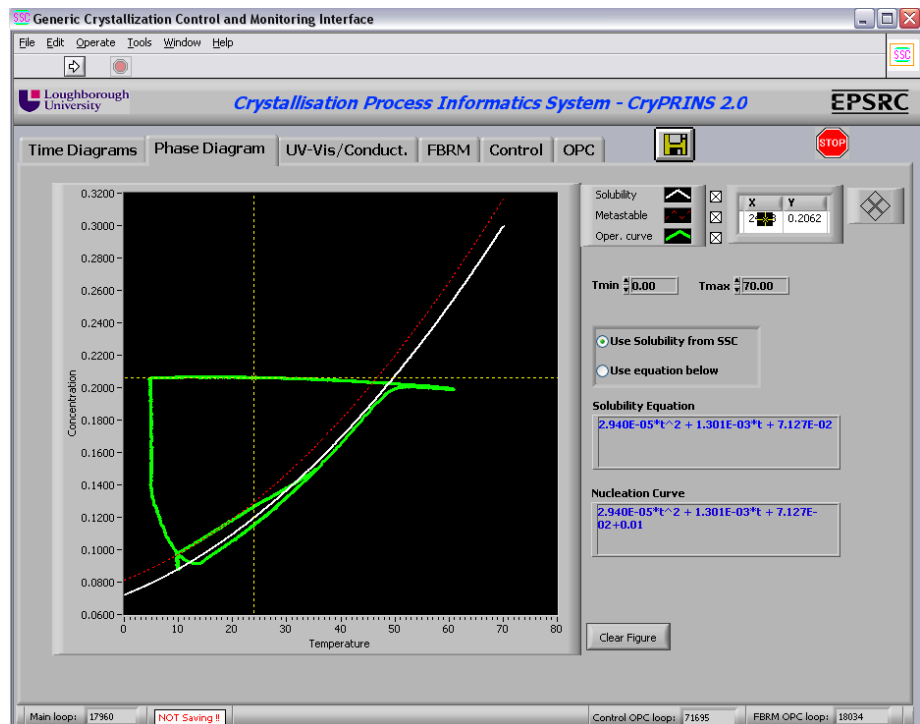 SSC Generic Crystallization Control and Monitoring Interface
File Edit Operate Tools Window Help
SSC
Loughborough
University
Crystallisation Process Informatics System - CryPRINS 2.0
EPSRC
Time Diagrams
Phase Diagram
UV-Vis/Conduct.
FBRM
Control
OPC
STOP
0.3200
0.3000
0.2800
0.2600
0.2400
0.2200
0.2000
0.1800
0.1600
0.1400
0.1200
0.1000
0.0800
0.0600
Concentration
0 10 20 30 40 50 60 70 80
Temperature
Solubility
Metastable
Oper. curve
X Y
0.2062
Tmin 0.00 Tmax 70.00
Use Solubility from SSC
Use equation below
Solubility Equation
2.940E-05*t^2 + 1.301E-03*t + 7.127E-02
Nucleation Curve
2.940E-05*t^2 + 1.301E-03*t + 7.127E-
02+0.01
Clear Figure
Main loop: 17960
NOT Saving !!
Control OPC loop: 71695
FBRM OPC loop: 18034